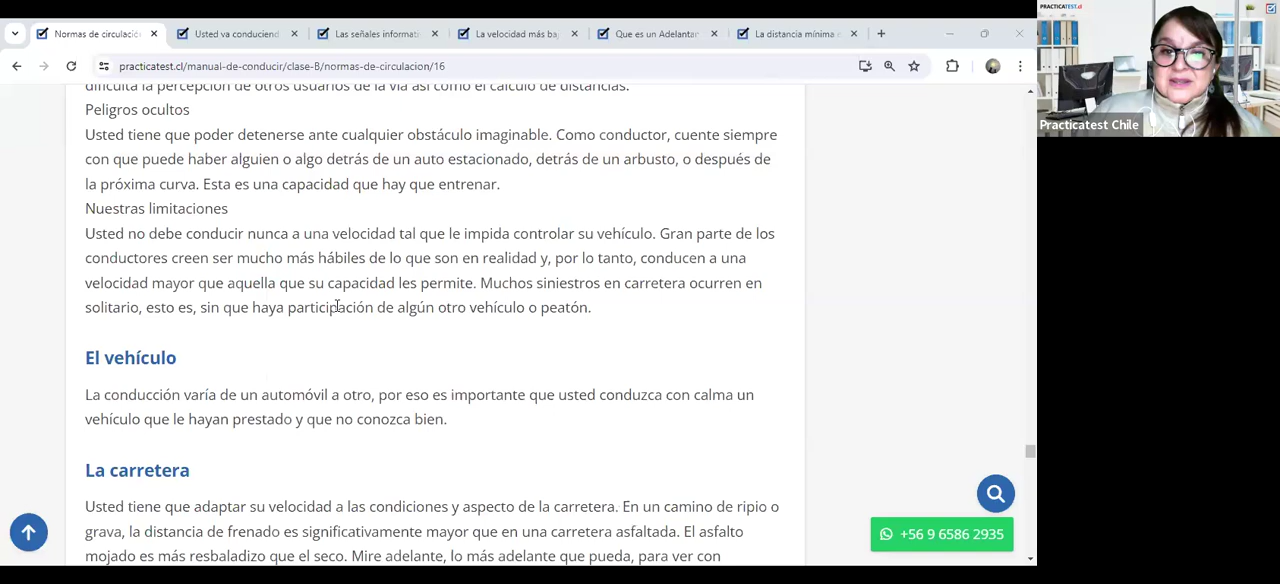 Normas de circulació
Usted va conduciend
Las señales informat
La velocidad más ba
Que es un Adelantar
La distancia mínima
practicatest.cl/manual-de-conducir/clase-B/normas-de-circulacion/16
PRACTICATEST.cl
Practicatest Chile
dificulta la percepción de otros usuarios de la vía así como el cálculo de distancias.
Peligros ocultos
Usted tiene que poder detenerse ante cualquier obstáculo imaginable. Como conductor, cuente siempre
con que puede haber alguien o algo detrás de un auto estacionado, detrás de un arbusto, o después de
la próxima curva. Esta es una capacidad que hay que entrenar.
Nuestras limitaciones
Usted no debe conducir nunca a una velocidad tal que le impida controlar su vehículo. Gran parte de los
conductores creen ser mucho más hábiles de lo que son en realidad y, por lo tanto, conducen a una
velocidad mayor que aquella que su capacidad les permite. Muchos siniestros en carretera ocurren en
solitario, esto es, sin que haya participación de algún otro vehículo o peatón.
El vehículo
La conducción varía de un automóvil a otro, por eso es importante que usted conduzca con calma un
vehículo que le hayan prestado y que no conozca bien.
La carretera
Usted tiene que adaptar su velocidad a las condiciones y aspecto de la carretera. En un camino de ripio o
grava, la distancia de frenado significativamente mayor que en una carretera asfaltada. El asfalto
mojado es más resbaladizo que el seco. Mire adelante, lo más adelante que pueda, para ver con
+56 9 6586 2935